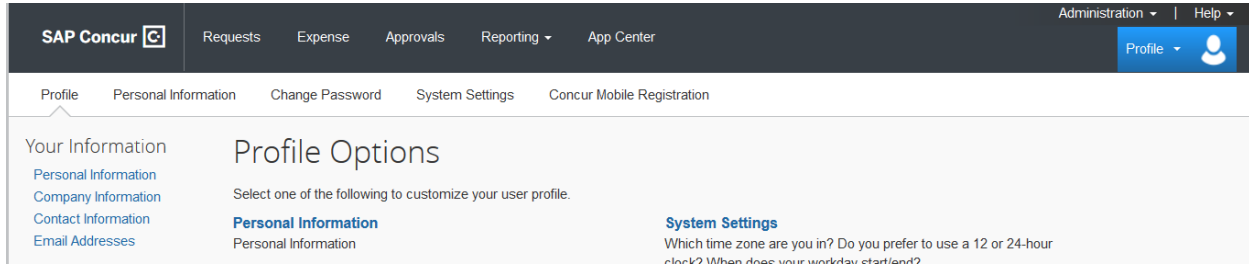 Administration | Help
SAP Concur C Requests Expense Approvals Reporting App Center
Profile
Profile Personal Information Change Password System Settings Concur Mobile Registration
Your Information
Personal Information
Company Information
Contact Information
Email Addresses
Profile Options
Select one of the following to customize your user profile.
Personal Information
Personal Information
System Settings
Which time zone are you in? Do you prefer to use a 12 or 24-hour
clock? When does your workday start/end?